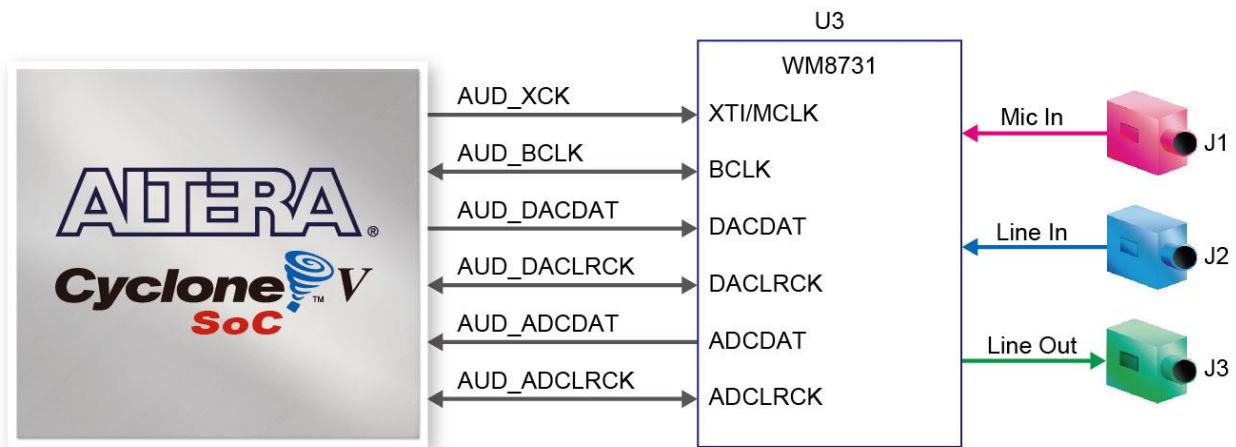 U3
WM8731
ALTERA®
Cyclone™ V
SoC
AUD_XCK
AUD_BCLK
AUD_DACDAT
AUD_DACLRCK
AUD_ADCDAT
AUD_ADCLRCK
XTI/MCLK
BCLK
DACDAT
DACLRCK
ADCDAT
ADCLRCK
Mic In
J1
Line In
J2
Line Out
J3